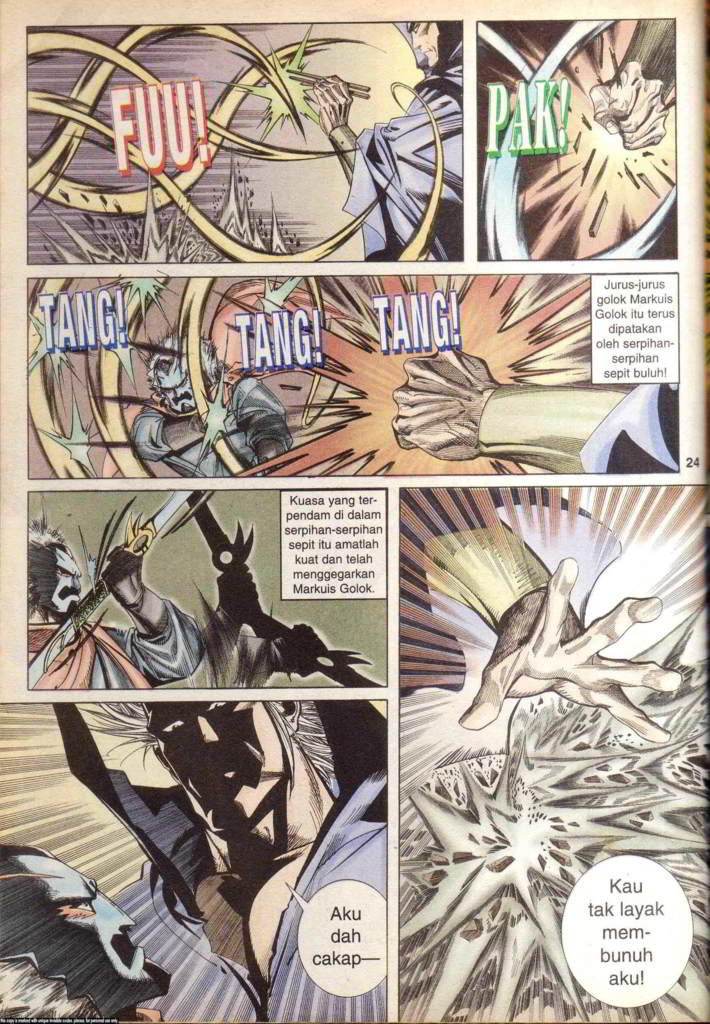 FUU!
PAK!
TANG!
TANG!
TANG!
Jurus-jurus
golok Markuis
Golok itu terus
dipatakan
oleh serpihan-
serpihan
sepit buluh!
24
Kuasa yang ter-
pendam di dalam
serpihan-serpihan
sepit itu amatlah
kuat dan telah
menggegarkan
Markuis Golok.
Aku
dah
cakap—
Kau
tak layak
mem-
bunuh
aku!